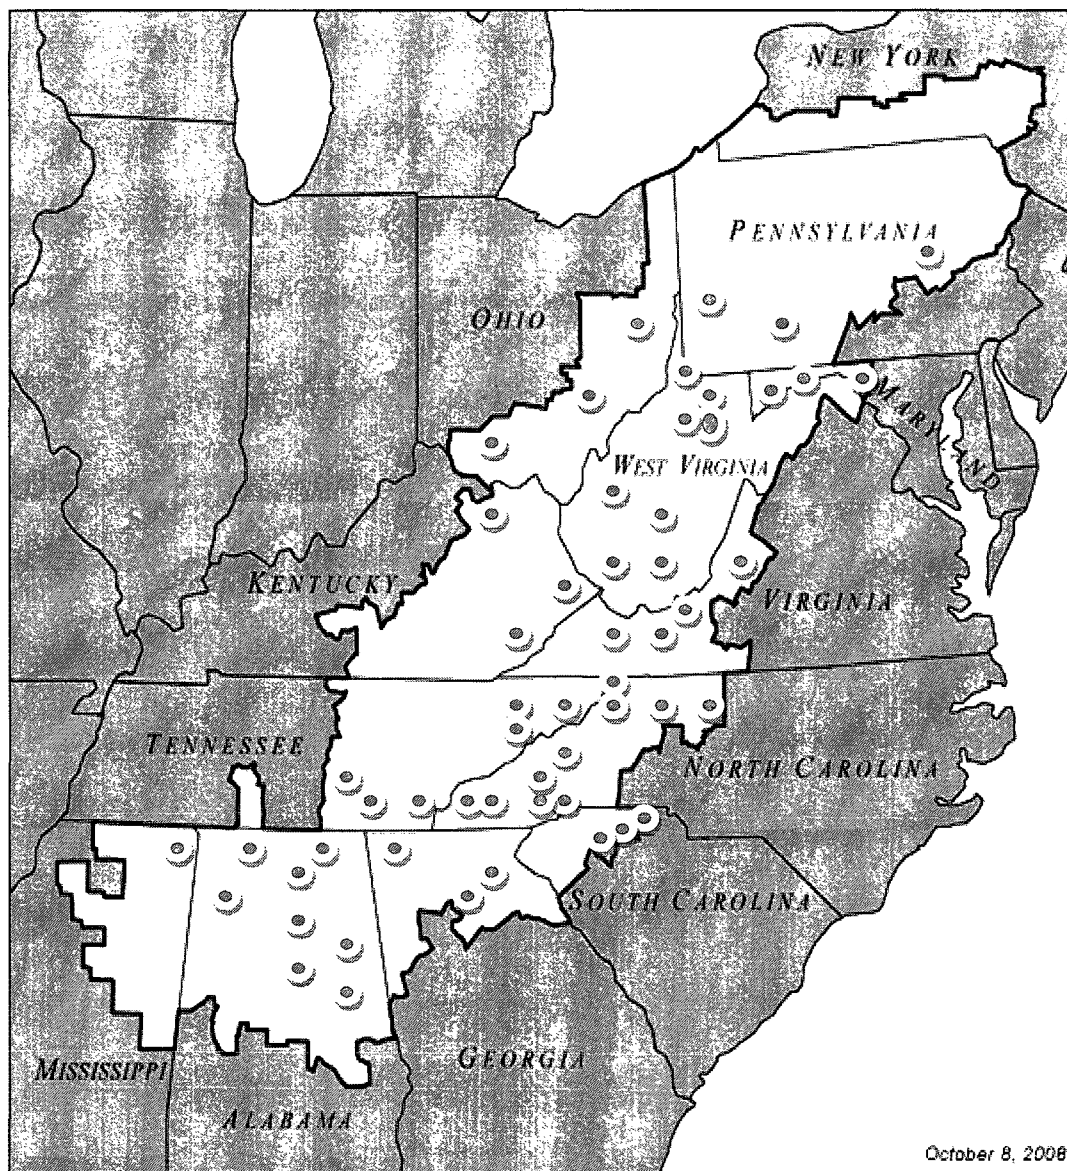 NEW YORK
PENNSYLVANIA
OHIO
MARYLAND
WEST VIRGINIA
KENTUCKY
VIRGINIA
TENNESSEE
NORTH CAROLINA
SOUTH CAROLINA
MISSISSIPPI
GEORGIA
ALABAMA
October 8, 2008